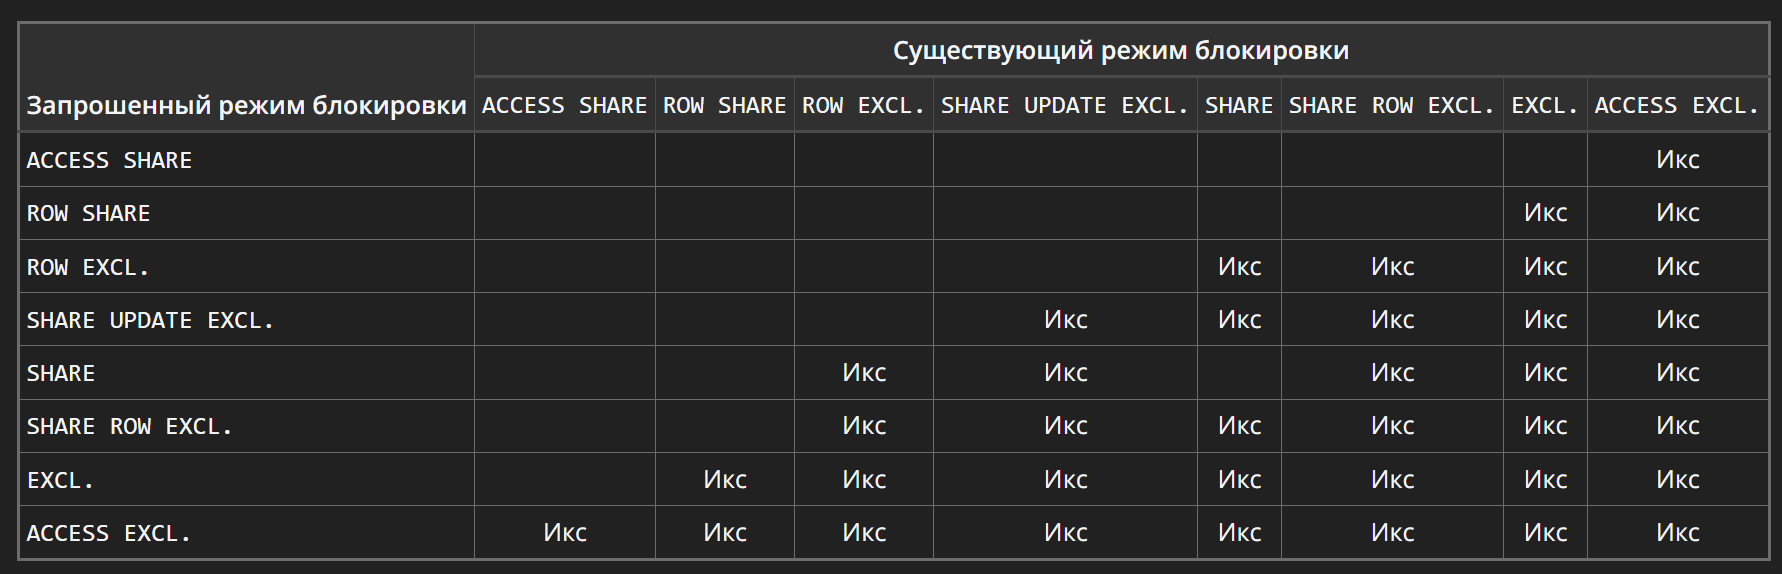 Существующий режим блокировки
Запрошенный режим блокировки ACCESS SHARE ROW SHARE ROW EXCL. SHARE UPDATE EXCL. SHARE SHARE ROW EXCL. EXCL. ACCESS EXCL.
ACCESS SHARE Икс
ROW SHARE Икс Икс
ROW EXCL. Икс Икс Икс Икс
SHARE UPDATE EXCL. Икс Икс Икс Икс Икс
SHARE Икс Икс Икс Икс Икс
SHARE ROW EXCL. Икс Икс Икс Икс Икс Икс
EXCL. Икс Икс Икс Икс Икс Икс Икс
ACCESS EXCL. Икс Икс Икс Икс Икс Икс Икс Икс